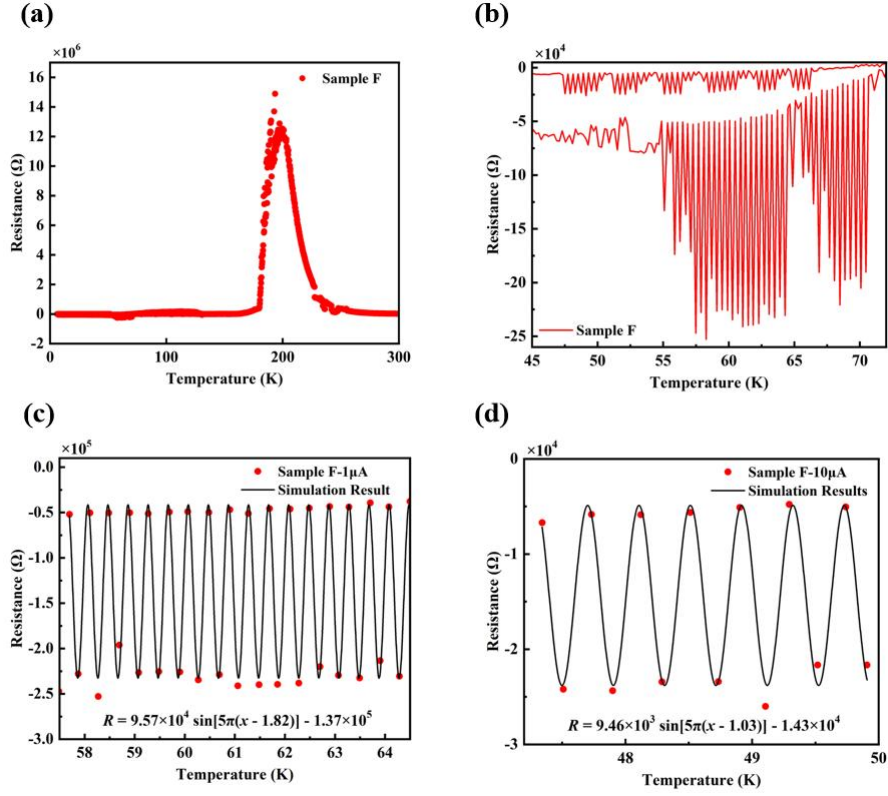 (a)
(b)
×10⁶
16
14
12
10
8
6
4
2
0
-2
Resistance (Ω)
Sample F
0
100
200
300
Temperature (K)
×10⁴
0
-5
-10
-15
-20
-25
Resistance (Ω)
Sample F
45
50
55
60
65
70
Temperature (K)
(c)
(d)
×10⁵
0.0
-0.5
-1.0
-1.5
-2.0
-2.5
-3.0
Resistance (Ω)
Sample F-1μA
Simulation Result
R = 9.57×10⁴ sin[5π(x - 1.82)] - 1.37×10⁵
58
59
60
61
62
63
64
Temperature (K)
×10⁴
0
-1
-2
-3
Resistance (Ω)
Sample F-10μA
Simulation Results
R = 9.46×10³ sin[5π(x - 1.03)] - 1.43×10⁴
48
49
50
Temperature (K)